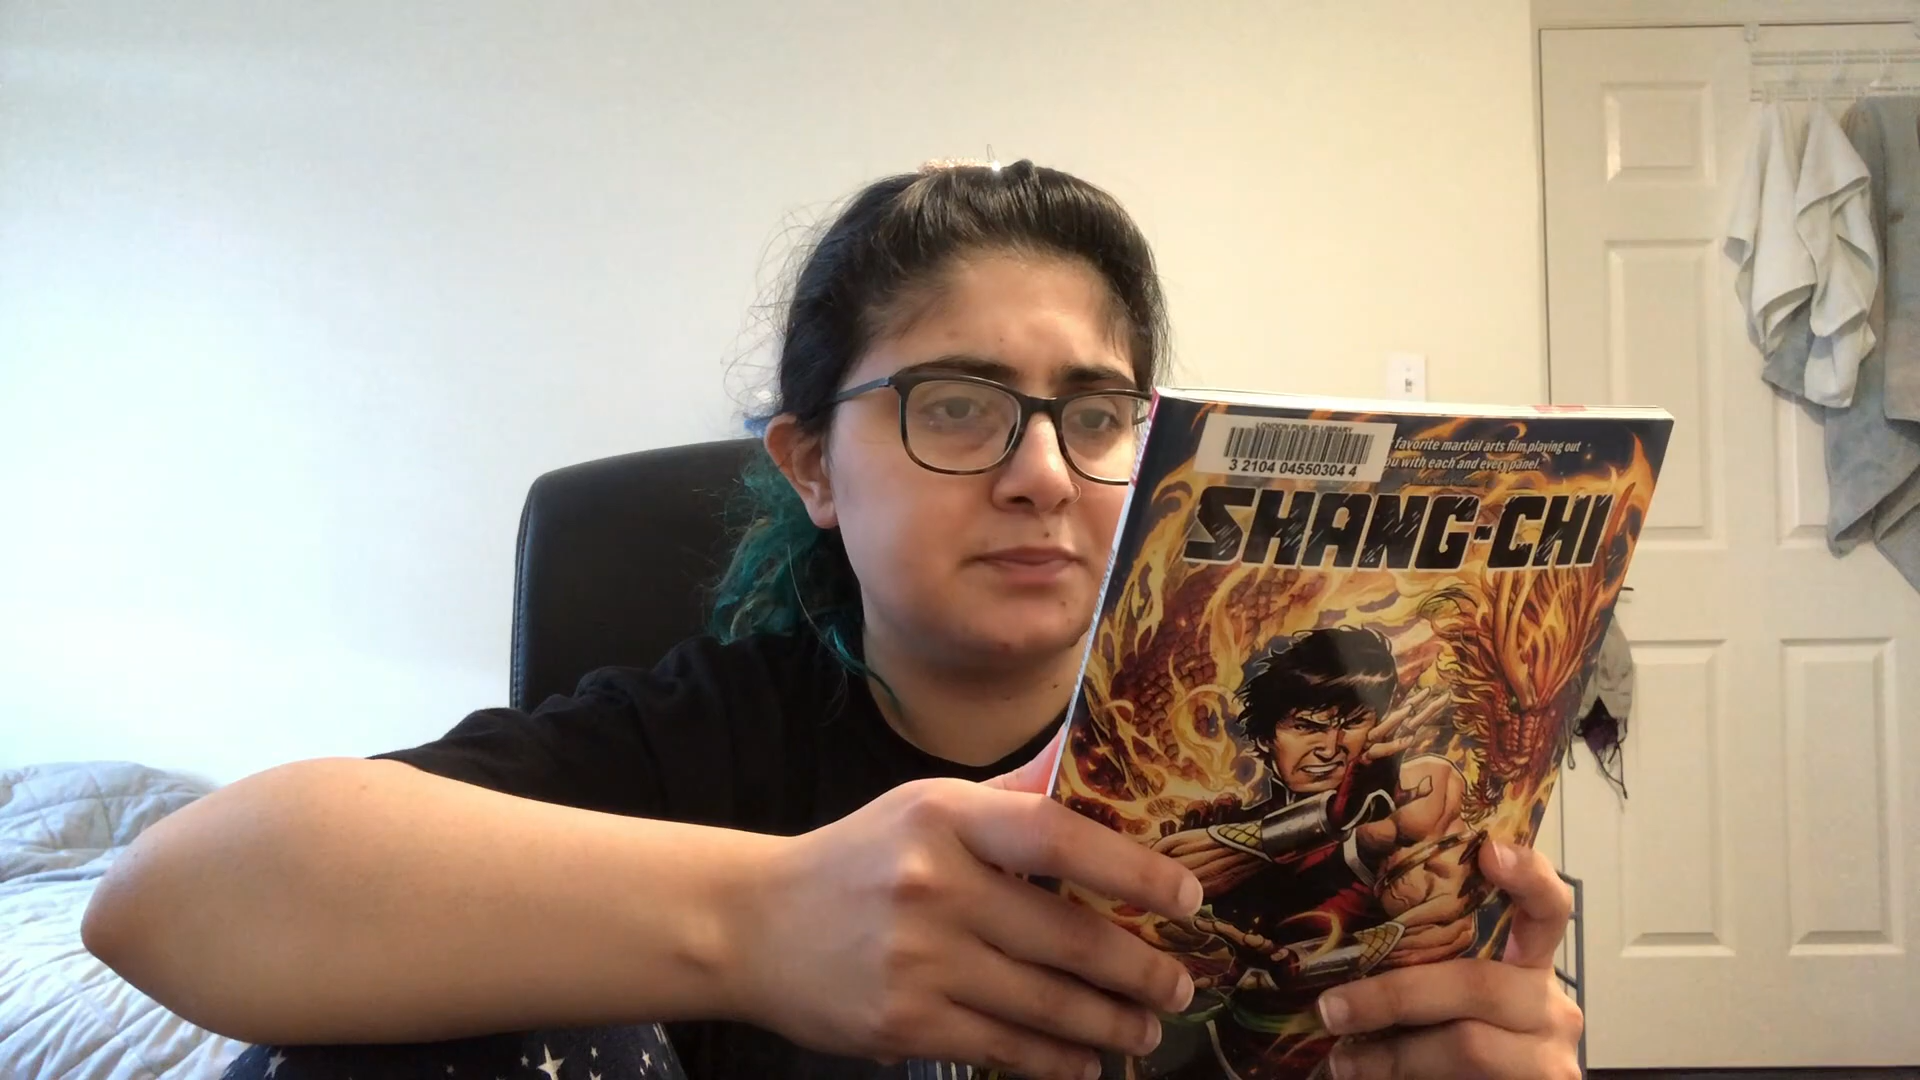 LONDON PUBLIC LIBRARY
3 2104 04550304 4
favorite martial arts film playing out
with each and every panel."
SHANG-CHI